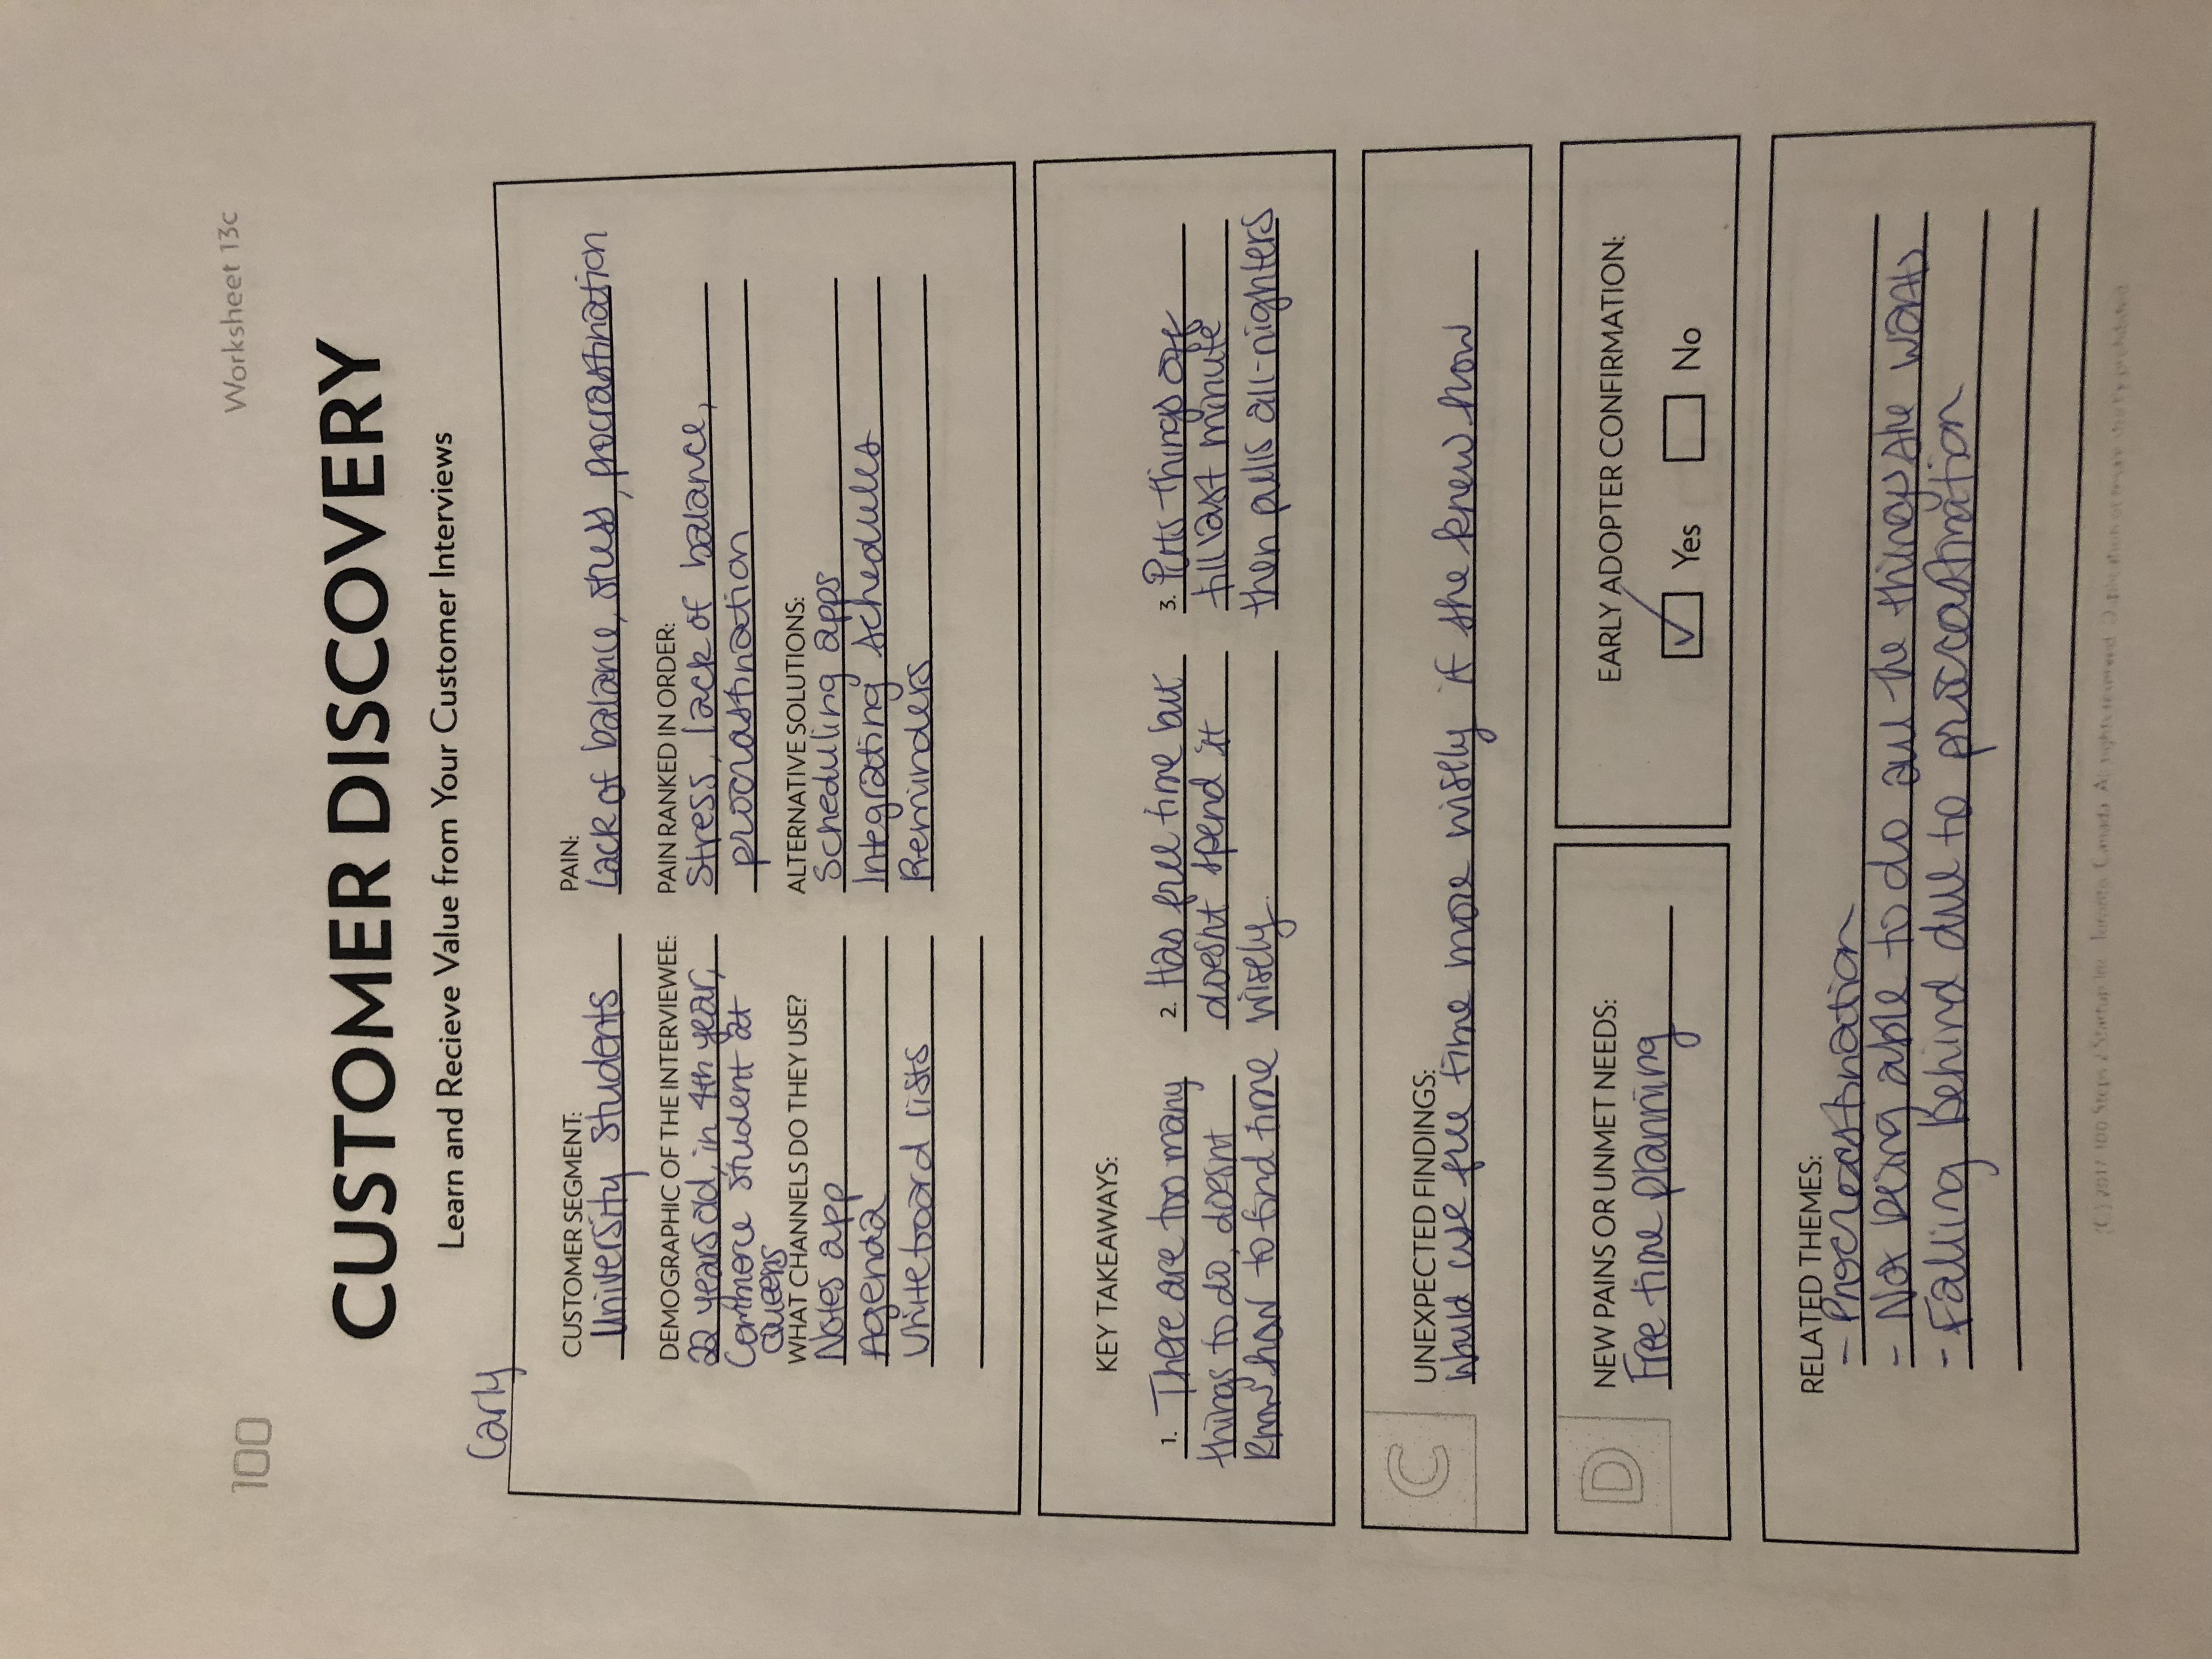 100
Worksheet 13c
CUSTOMER DISCOVERY
Learn and Recieve Value from Your Customer Interviews
Carly
CUSTOMER SEGMENT:
University Students
PAIN:
Lack of balance, stress, procrastination
DEMOGRAPHIC OF THE INTERVIEWEE:
22 years old, in 4th year,
Commerce student at
Queens
PAIN RANKED IN ORDER:
Stress, lack of balance,
procrastination
WHAT CHANNELS DO THEY USE?
Notes app
Agenda
Whiteboard lists
ALTERNATIVE SOLUTIONS:
Scheduling apps
Integrating schedules
Reminders
KEY TAKEAWAYS:
1. There are too many
things to do, doesnt
know how to find time
2. Has free time but
doesnt spend it
wisely.
3. Puts things off
till last minute
then pulls all-nighters
C
UNEXPECTED FINDINGS:
Would use free time more wisely if she knew how
D
NEW PAINS OR UNMET NEEDS:
Free time planning
EARLY ADOPTER CONFIRMATION:
Yes No
RELATED THEMES:
- Procrastination
- Not being able to do all the things she wants
- Falling behind due to procrastination
(C) 2017 100 Steps 2 Startup Inc. Toronto, Canada. All rights reserved. Duplication or resale strictly prohibited.